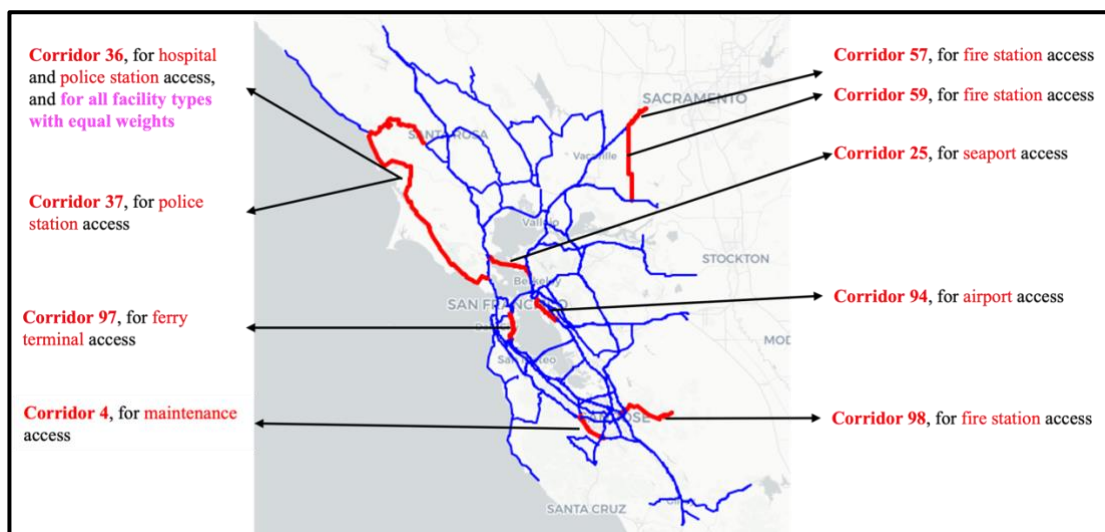 Corridor 36, for hospital
and police station access,
and for all facility types
with equal weights
Corridor 37, for police
station access
Corridor 97, for ferry
terminal access
Corridor 4, for maintenance
access
SACRAMENTO
SANTA ROSA
Vacaville
Vallejo
STOCKTON
Berkeley
SAN FRANCISCO
San Mateo
SANTA CRUZ
Corridor 57, for fire station access
Corridor 59, for fire station access
Corridor 25, for seaport access
Corridor 94, for airport access
Corridor 98, for fire station access